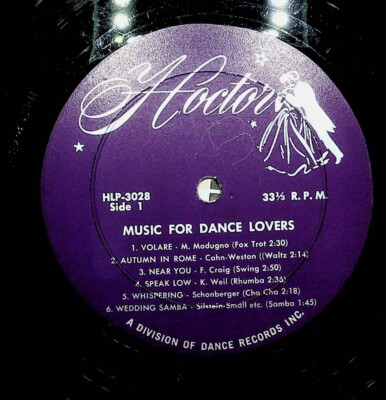 Hoctor
HLP-3028
Side 1
33⅓ R. P. M.
MUSIC FOR DANCE LOVERS
1. VOLARE - M. Modugno (Fox Trot 2:30)
2. AUTUMN IN ROME - Cahn-Weston ((Waltz 2:14)
3. NEAR YOU - F. Craig (Swing 2:50)
4. SPEAK LOW - K. Weil (Rhumba 2:36)
5. WHISPERING - Schonberger (Cha Cha 2:18)
6. WEDDING SAMBA - Silstein-Small etc. (Samba 1:45)
A DIVISION OF DANCE RECORDS INC.